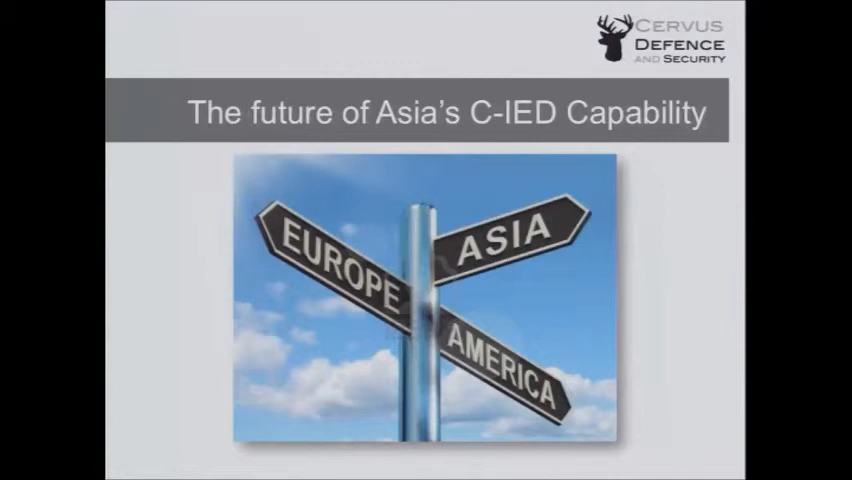 CERVUS
DEFENCE
AND SECURITY
The future of Asia's C-IED Capability
EUROPE
ASIA
AMERICA